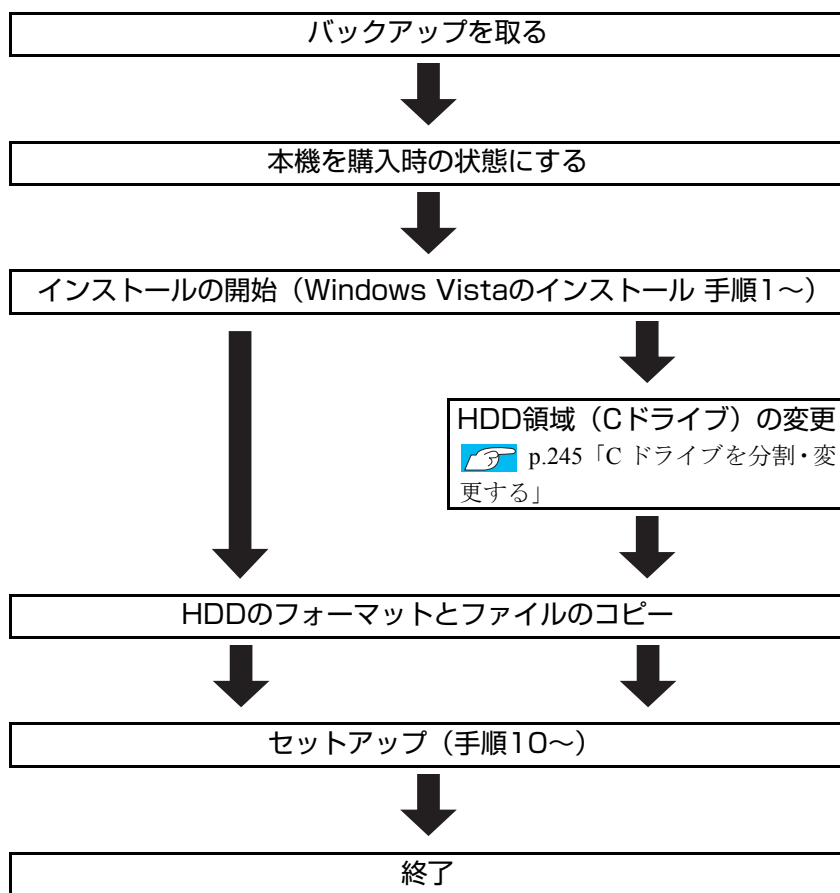 バックアップを取る
本機を購入時の状態にする
インストールの開始（Windows Vistaのインストール 手順1～）
HDD領域（Cドライブ）の変更
p.245「C ドライブを分割・変
更する」
HDDのフォーマットとファイルのコピー
セットアップ（手順10～）
終了